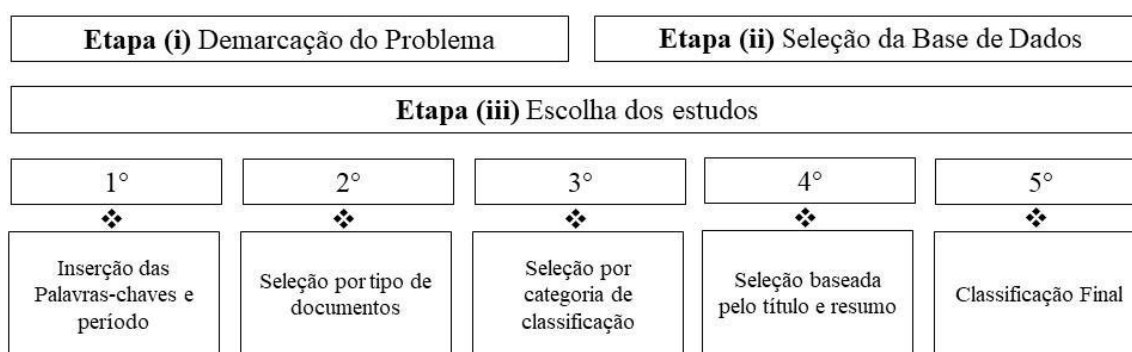 Etapa (i) Demarcação do Problema
Etapa (ii) Seleção da Base de Dados
Etapa (iii) Escolha dos estudos
1°
2°
3°
4°
5°
Inserção das
Palavras-chaves e
período
Seleção por tipo de
documentos
Seleção por
categoria de
classificação
Seleção baseada
pelo título e resumo
Classificação Final